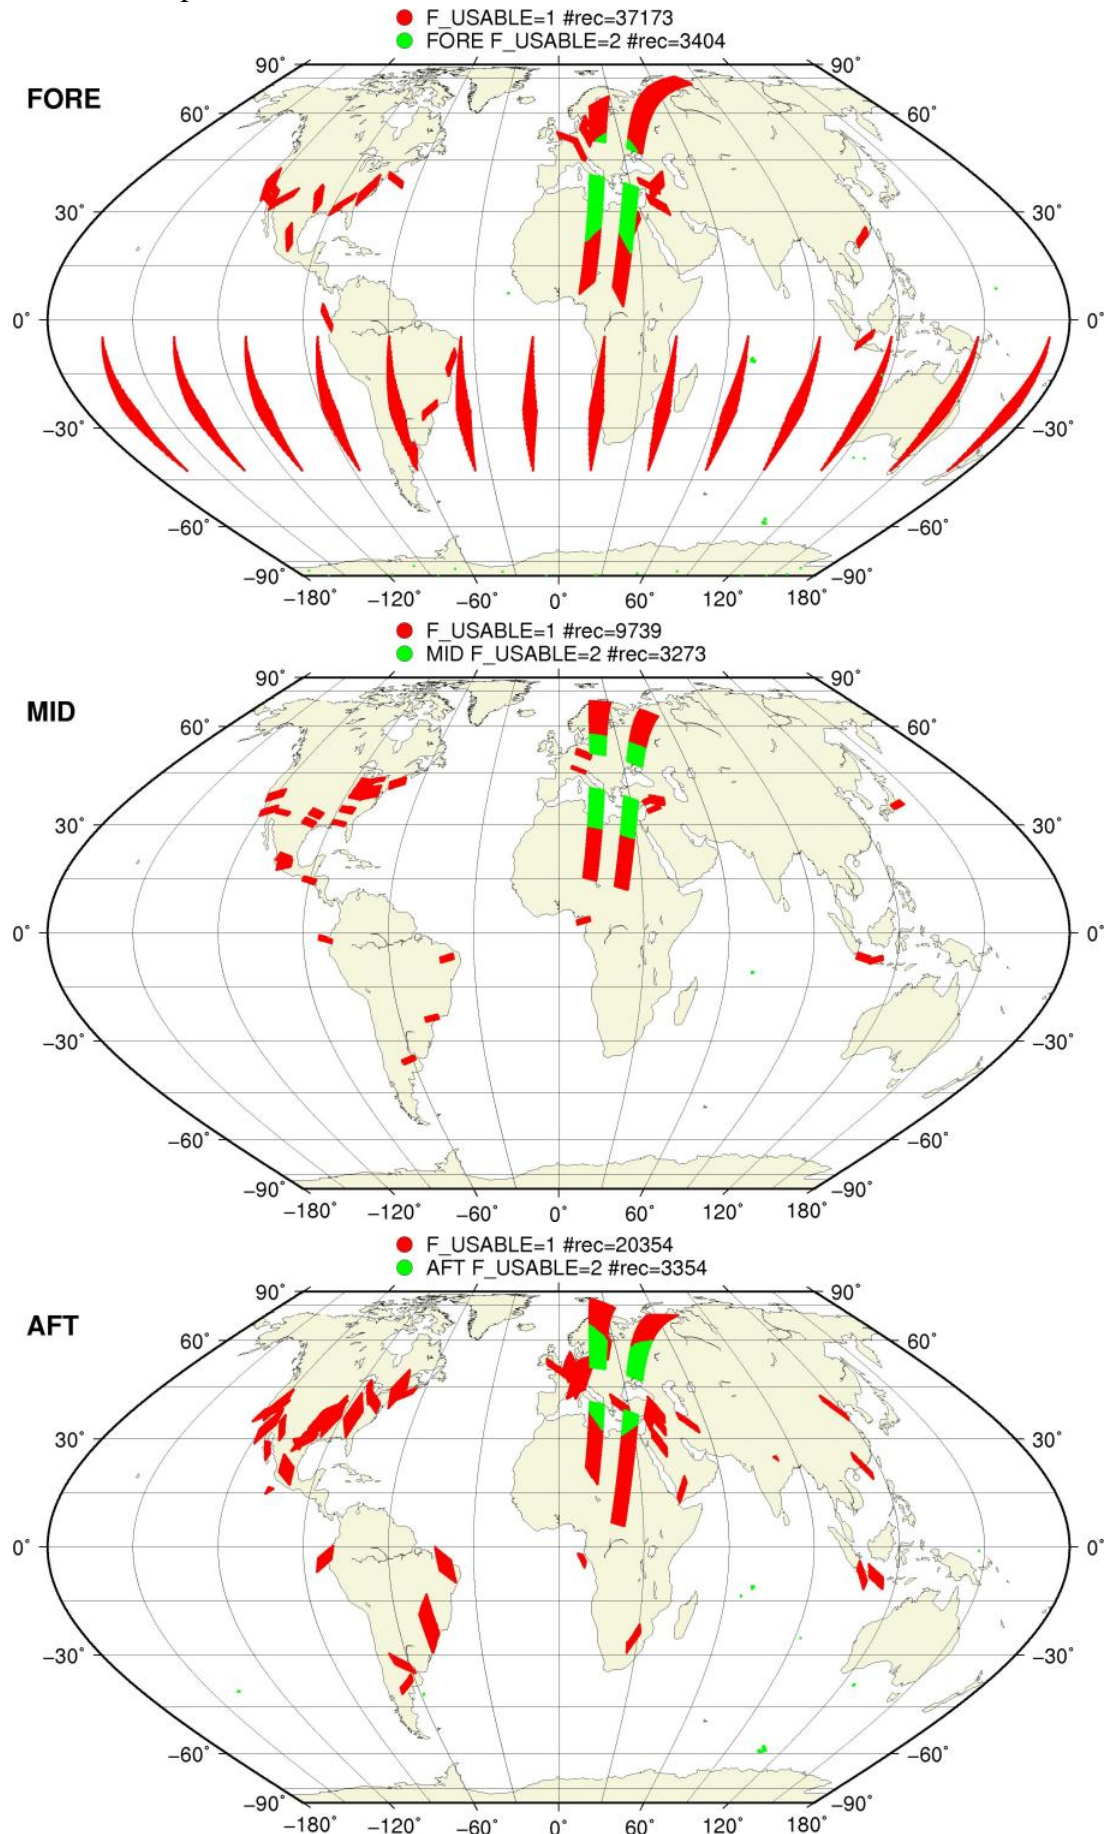 F_USABLE=1 #rec=37173
FORE F_USABLE=2 #rec=3404
90° 90°
FORE
60° 60°
30° 30°
0° 0°
−30° −30°
−60° −60°
−90° −90°
−180° −120° −60° 0° 60° 120° 180°
F_USABLE=1 #rec=9739
MID F_USABLE=2 #rec=3273
90° 90°
MID
60° 60°
30° 30°
0° 0°
−30° −30°
−60° −60°
−90° −90°
−180° −120° −60° 0° 60° 120° 180°
F_USABLE=1 #rec=20354
AFT F_USABLE=2 #rec=3354
90° 90°
AFT
60° 60°
30° 30°
0° 0°
−30° −30°
−60° −60°
−90° −90°
−180° −120° −60° 0° 60° 120° 180°